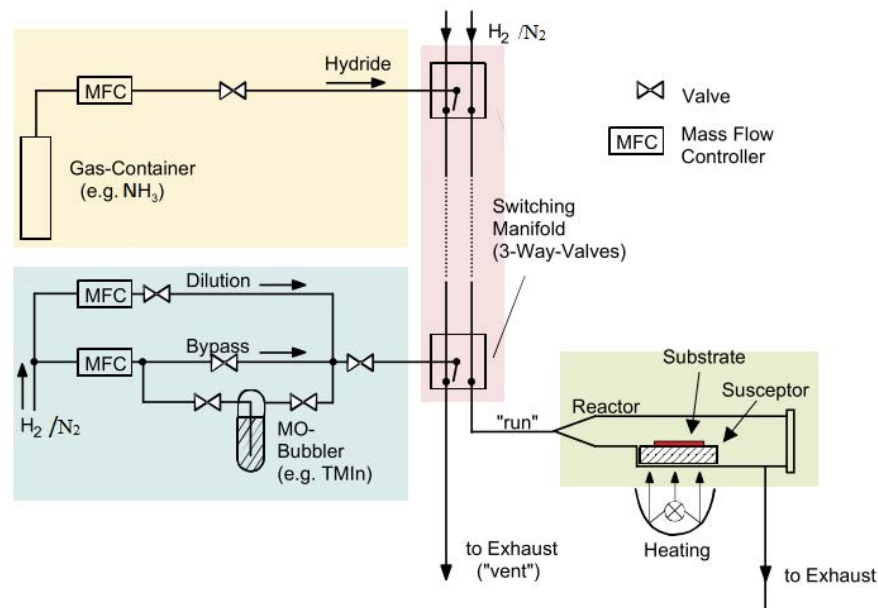 H2 /N2
Hydride
MFC
Gas-Container
(e.g. NH3)
Valve
MFC
Mass Flow
Controller
Switching
Manifold
(3-Way-Valves)
Dilution
MFC
Bypass
MFC
H2 /N2
MO-
Bubbler
(e.g. TMIn)
Substrate
Susceptor
Reactor
"run"
Heating
to Exhaust
("vent")
to Exhaust